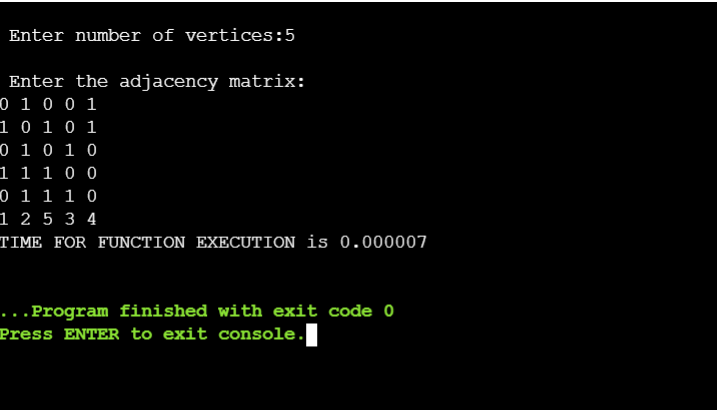 Enter number of vertices:5
Enter the adjacency matrix:
0 1 0 0 1
1 0 1 0 1
0 1 0 1 0
1 1 1 0 0
0 1 1 1 0
1 2 5 3 4
TIME FOR FUNCTION EXECUTION is 0.000007
...Program finished with exit code 0
Press ENTER to exit console.